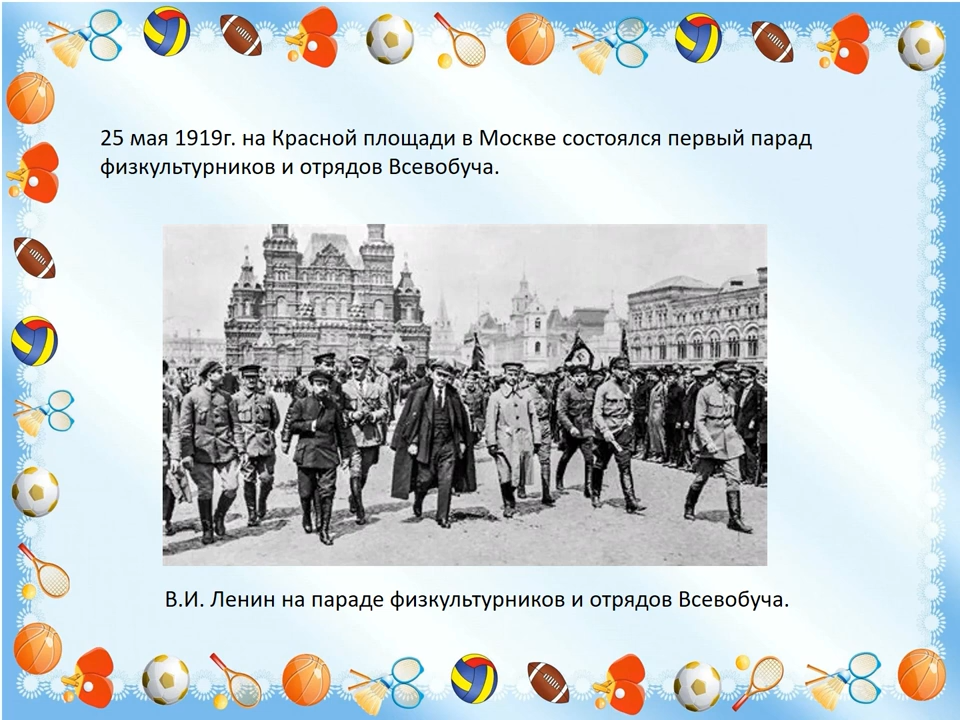 25 мая 1919г. на Красной площади в Москве состоялся первый парад
физкультурников и отрядов Всевобуча.
В.И. Ленин на параде физкультурников и отрядов Всевобуча.